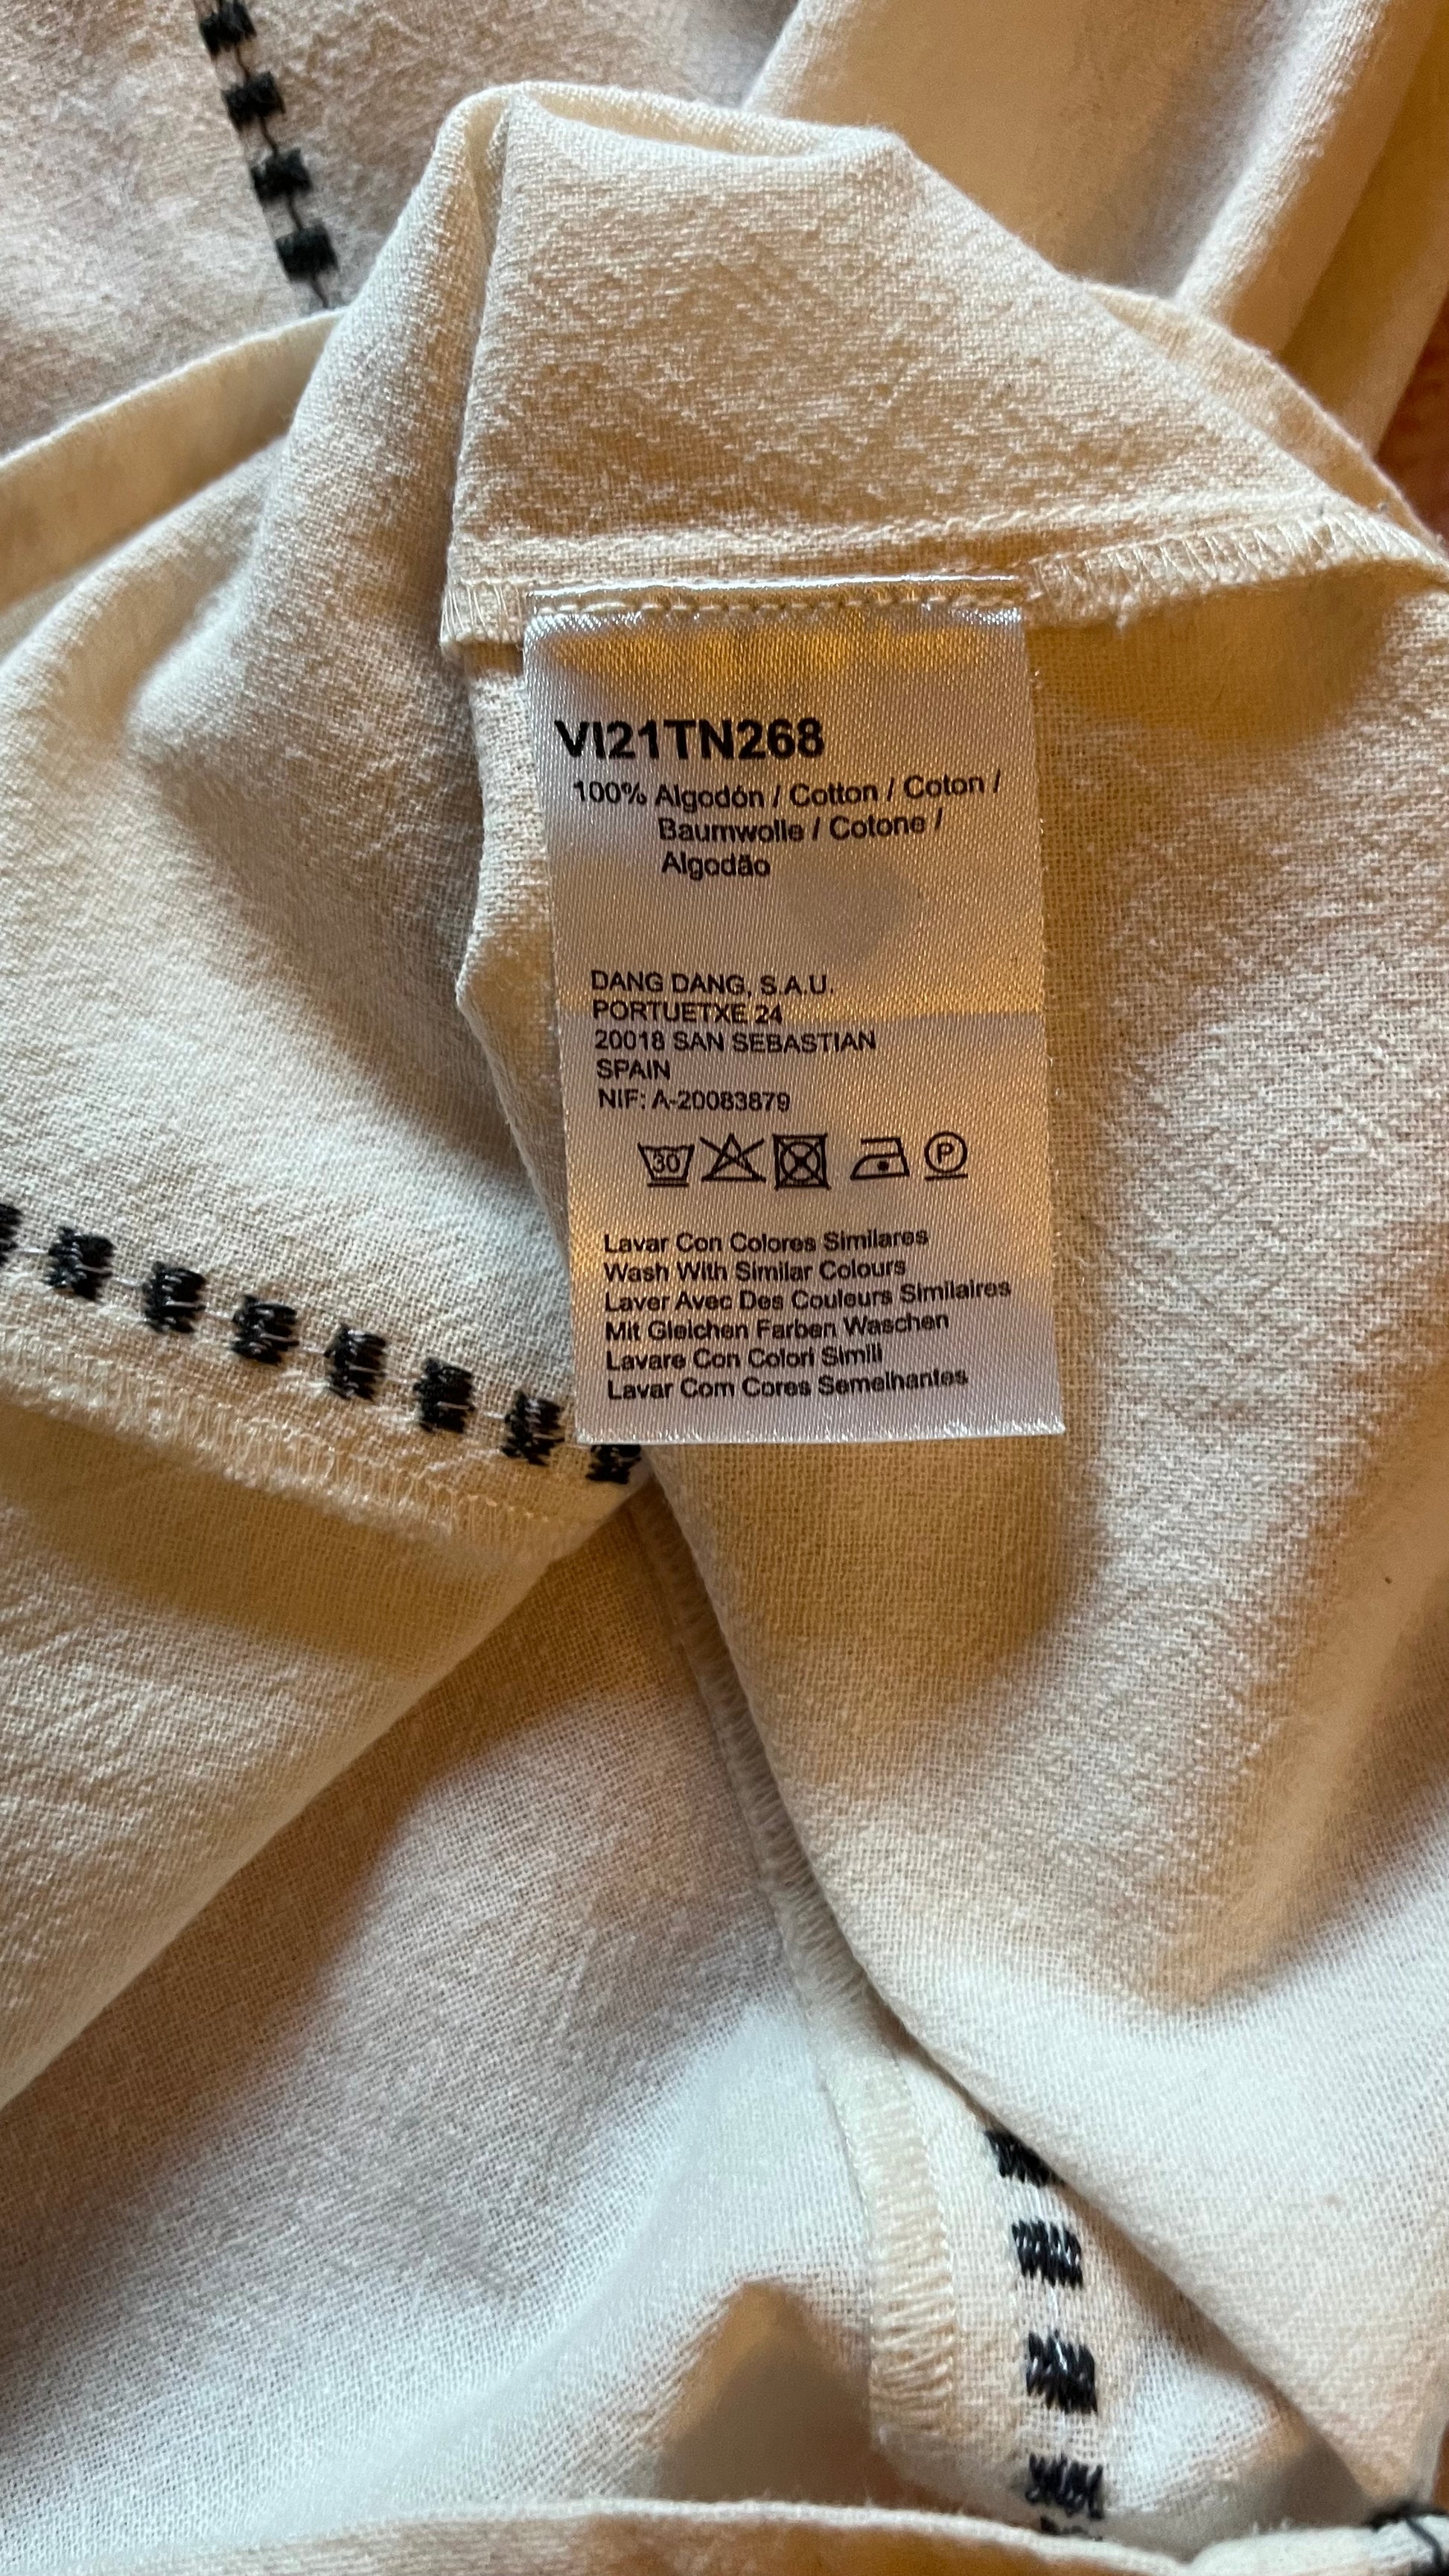 VI21TN268
100% Algodón / Cotton / Coton /
Baumwolle / Cotone /
Algodão
DANG DANG, S.A.U.
PORTUETXE 24
20018 SAN SEBASTIAN
SPAIN
NIF: A-20083879
30 P
Lavar Con Colores Similares
Wash With Similar Colours
Laver Avec Des Couleurs Similaires
Mit Gleichen Farben Waschen
Lavare Con Colori Simili
Lavar Com Cores Semelhantes